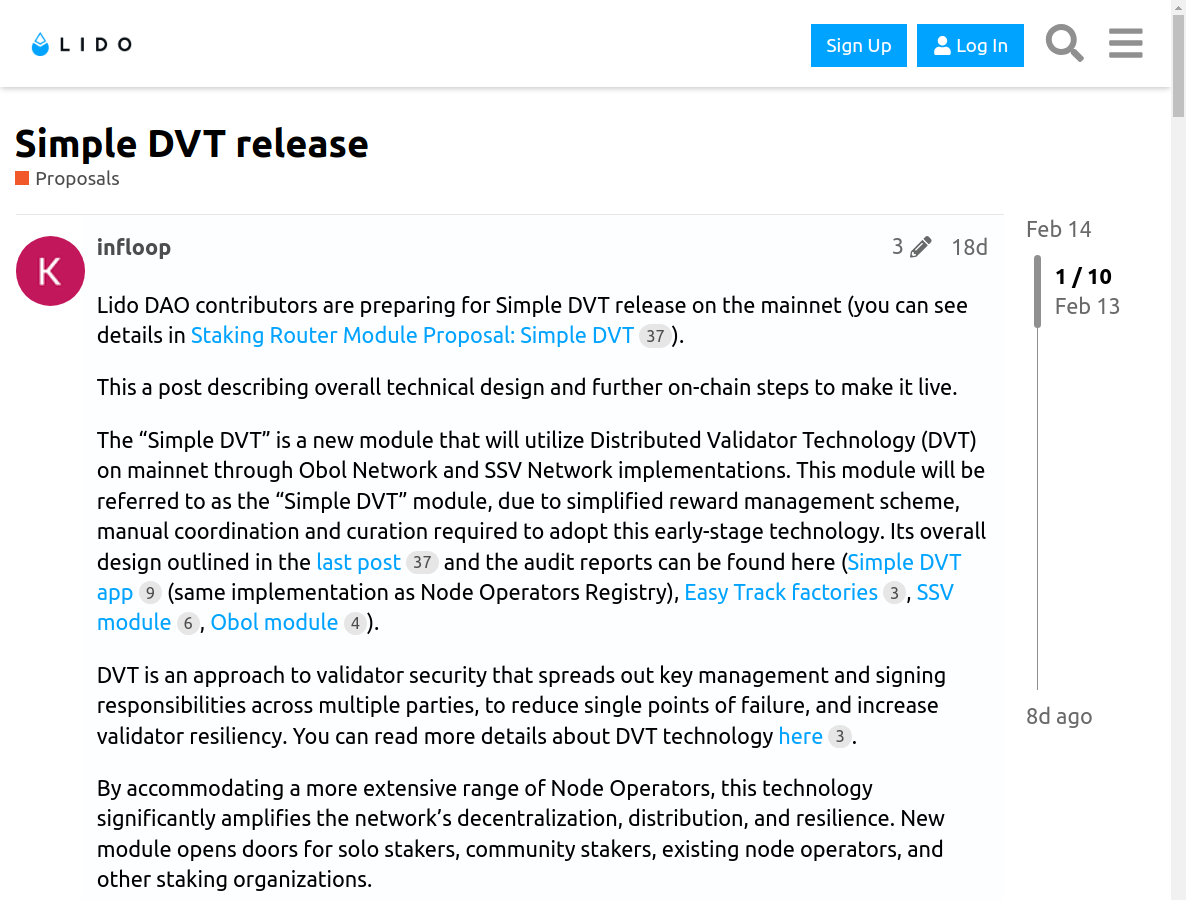 LIDO
Sign Up
Log In
Simple DVT release
Proposals
K
infloop
3
18d
Lido DAO contributors are preparing for Simple DVT release on the mainnet (you can see
details in Staking Router Module Proposal: Simple DVT 37).
This a post describing overall technical design and further on-chain steps to make it live.
The “Simple DVT” is a new module that will utilize Distributed Validator Technology (DVT)
on mainnet through Obol Network and SSV Network implementations. This module will be
referred to as the “Simple DVT” module, due to simplified reward management scheme,
manual coordination and curation required to adopt this early-stage technology. Its overall
design outlined in the last post 37 and the audit reports can be found here (Simple DVT
app 9 (same implementation as Node Operators Registry), Easy Track factories 3, SSV
module 6, Obol module 4).
DVT is an approach to validator security that spreads out key management and signing
responsibilities across multiple parties, to reduce single points of failure, and increase
validator resiliency. You can read more details about DVT technology here 3.
By accommodating a more extensive range of Node Operators, this technology
significantly amplifies the network’s decentralization, distribution, and resilience. New
module opens doors for solo stakers, community stakers, existing node operators, and
other staking organizations.
Feb 14
1 / 10
Feb 13
8d ago